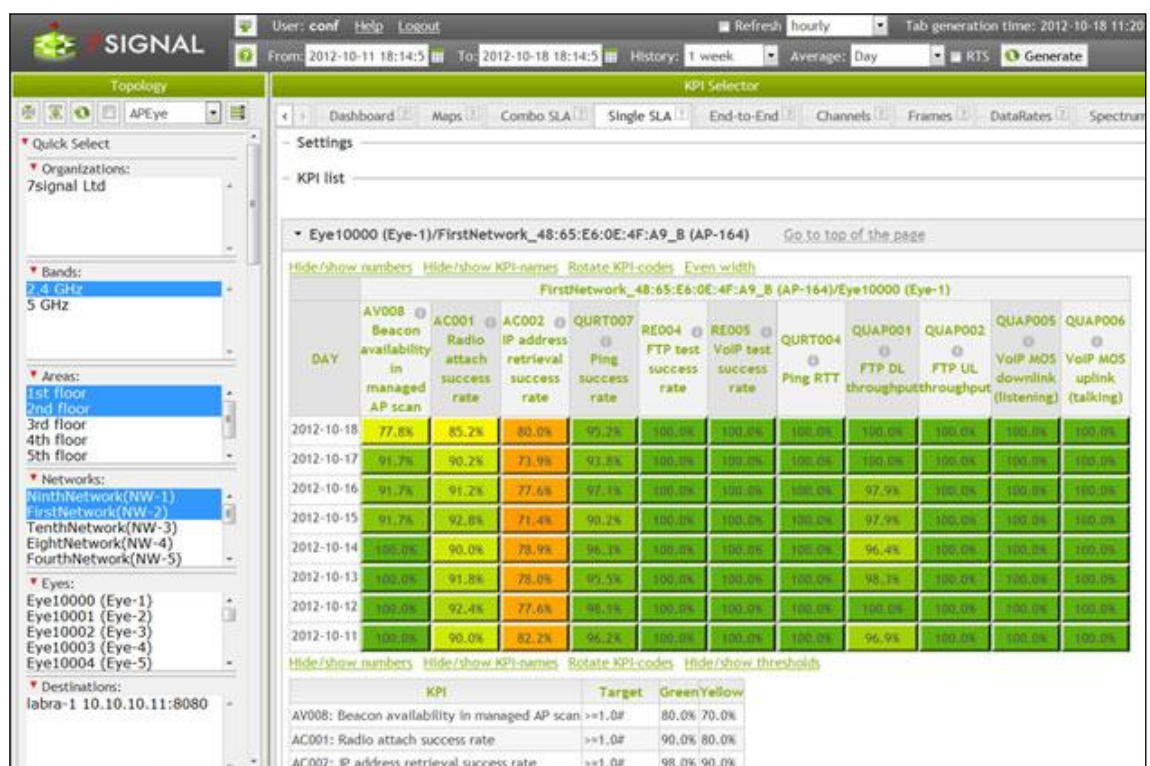 7SIGNAL
User: conf Help Logout Refresh hourly Tab generation time: 2012-10-18 11:20
From: 2012-10-11 18:14:5 To: 2012-10-18 18:14:5 History: 1 week Average: Day RTS Generate
Topology
KPI Selector
APEye
Dashboard Maps Combo SLA Single SLA End-to-End Channels Frames DataRates Spectrum
Quick Select
Organizations:
7signal Ltd
Bands:
2.4 GHz
5 GHz
Areas:
1st floor
2nd floor
3rd floor
4th floor
5th floor
Networks:
NinthNetwork(NW-1)
FirstNetwork(NW-2)
TenthNetwork(NW-3)
EightNetwork(NW-4)
FourthNetwork(NW-5)
Eyes:
Eye10000 (Eye-1)
Eye10001 (Eye-2)
Eye10002 (Eye-3)
Eye10003 (Eye-4)
Eye10004 (Eye-5)
Destinations:
labra-1 10.10.10.11:8080
Settings
KPI list
Eye10000 (Eye-1)/FirstNetwork_48:65:E6:0E:4F:A9_B (AP-164) Go to top of the page
Hide/show numbers Hide/show KPI-names Rotate KPI-codes Even width
FirstNetwork_48:65:E6:0E:4F:A9_B (AP-164)/Eye10000 (Eye-1)
DAY
AV008 Beacon availability in managed AP scan
AC001 Radio attach success rate
AC002 IP address retrieval success rate
QURT007 Ping success rate
RE004 FTP test success rate
RE005 VoIP test success rate
QURT004 Ping RTT
QUAP001 FTP DL throughput
QUAP002 FTP UL throughput
QUAP005 VoIP MOS downlink (listening)
QUAP006 VoIP MOS uplink (talking)
2012-10-18 77.8% 85.2% 80.0% 95.2% 100.0% 100.0% 100.0% 100.0% 100.0% 100.0% 100.0%
2012-10-17 91.7% 90.2% 73.9% 93.8% 100.0% 100.0% 100.0% 100.0% 100.0% 100.0% 100.0%
2012-10-16 91.7% 91.2% 77.6% 97.1% 100.0% 100.0% 100.0% 97.9% 100.0% 100.0% 100.0%
2012-10-15 91.7% 92.8% 71.4% 90.2% 100.0% 100.0% 100.0% 97.9% 100.0% 100.0% 100.0%
2012-10-14 100.0% 90.0% 78.9% 96.3% 100.0% 100.0% 100.0% 96.4% 100.0% 100.0% 100.0%
2012-10-13 100.0% 91.8% 78.0% 95.5% 100.0% 100.0% 100.0% 98.3% 100.0% 100.0% 100.0%
2012-10-12 100.0% 92.4% 77.6% 98.1% 100.0% 100.0% 100.0% 100.0% 100.0% 100.0% 100.0%
2012-10-11 100.0% 90.0% 82.2% 96.2% 100.0% 100.0% 100.0% 96.9% 100.0% 100.0% 100.0%
Hide/show numbers Hide/show KPI-names Rotate KPI-codes Hide/show thresholds
KPI Target Green Yellow
AV008: Beacon availability in managed AP scan >=1.0# 80.0% 70.0%
AC001: Radio attach success rate >=1.0# 90.0% 80.0%
AC002: IP address retrieval success rate >=1.0# 98.0% 90.0%